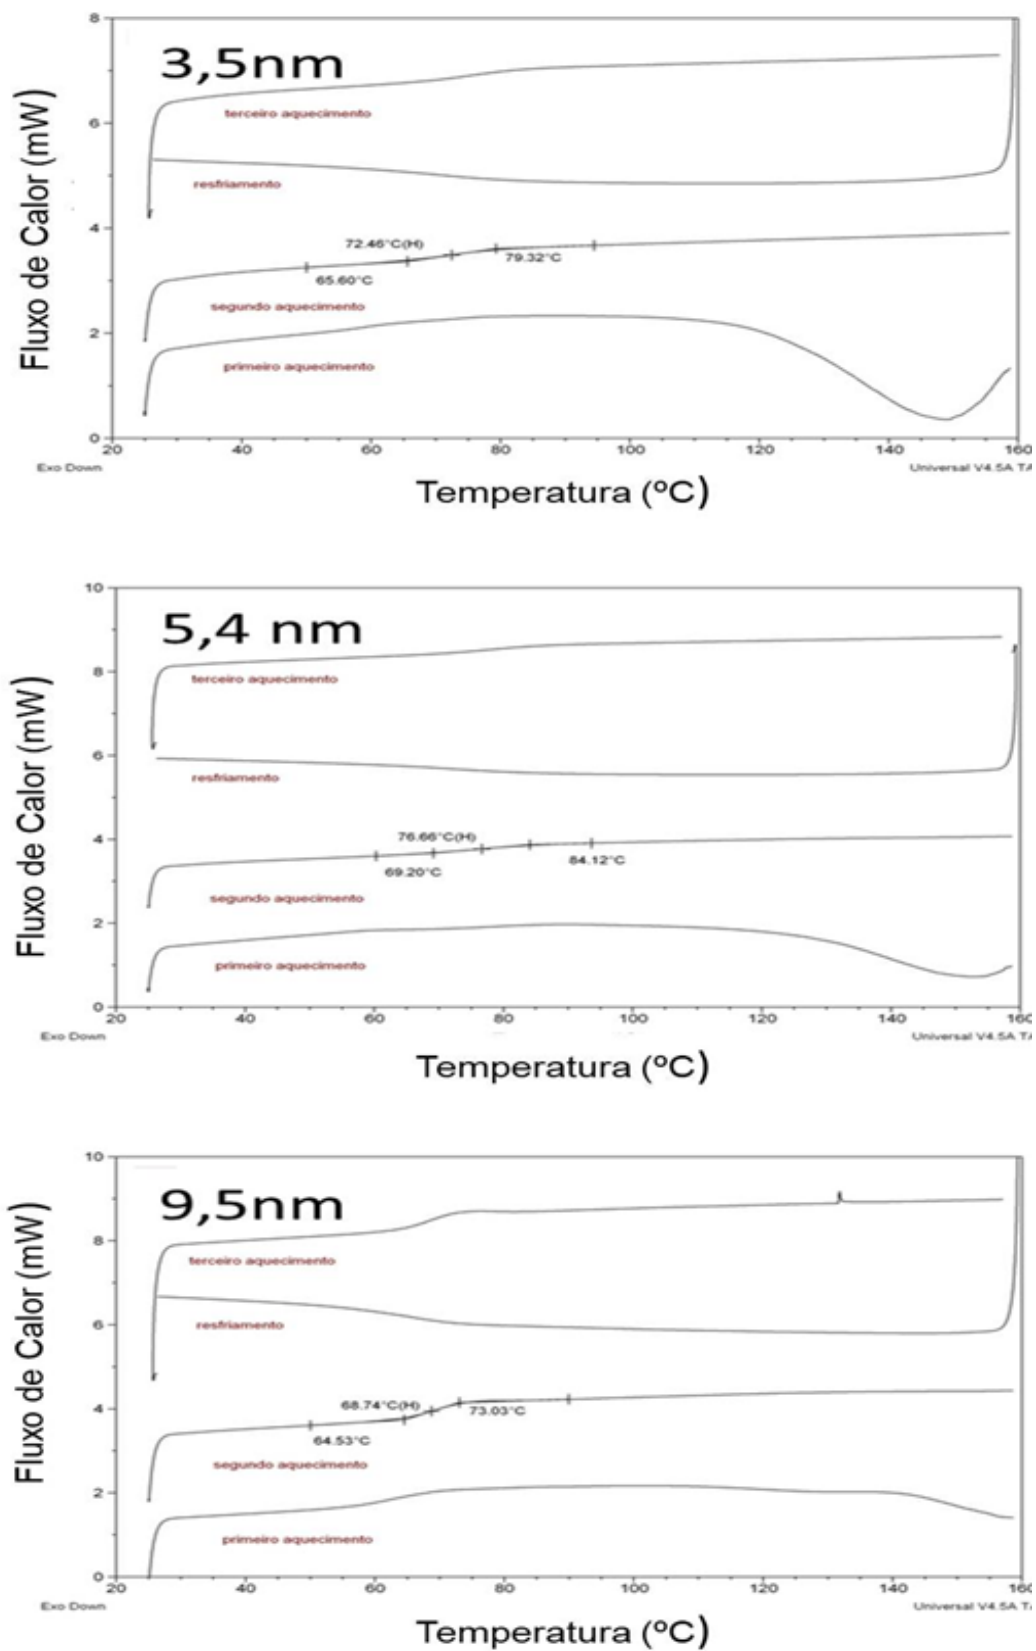 8
3,5nm
terceiro aquecimento
6
resfriamento
4
72.46°C(H)
79.32°C
65.60°C
segundo aquecimento
2
primeiro aquecimento
0
20 40 60 80 100 120 140 160
Exo Down
Universal V4.5A TA
Fluxo de Calor (mW)
Temperatura (ºC)
10
5,4 nm
8
terceiro aquecimento
6
resfriamento
4
76.66°C(H)
69.20°C
84.12°C
segundo aquecimento
2
primeiro aquecimento
0
20 40 60 80 100 120 140 160
Exo Down
Universal V4.5A TA
Fluxo de Calor (mW)
Temperatura (ºC)
10
9,5nm
8
terceiro aquecimento
resfriamento
6
4
68.74°C(H)
73.03°C
64.53°C
segundo aquecimento
2
primeiro aquecimento
0
20 40 60 80 100 120 140 160
Exo Down
Universal V4.5A TA
Fluxo de Calor (mW)
Temperatura (ºC)